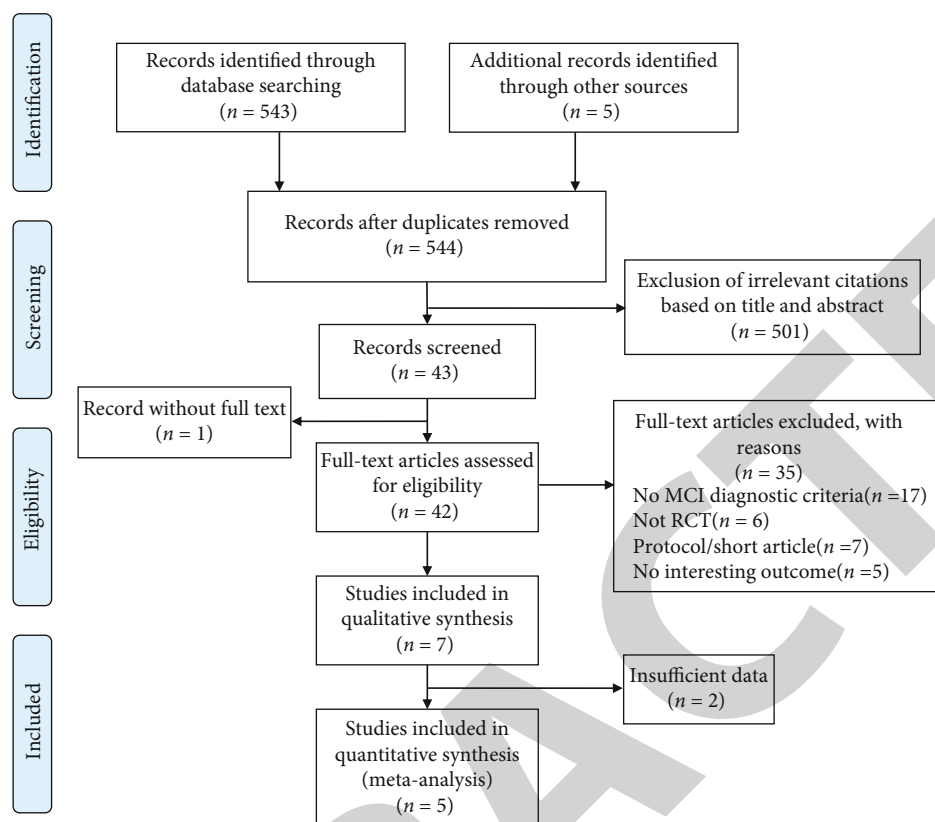 Identification
Records identified through
database searching
(n = 543)
Additional records identified
through other sources
(n = 5)
Records after duplicates removed
(n = 544)
Screening
Exclusion of irrelevant citations
based on title and abstract
(n = 501)
Records screened
(n = 43)
Record without full text
(n = 1)
Eligibility
Full-text articles assessed
for eligibility
(n = 42)
Full-text articles excluded, with
reasons
(n = 35)
No MCI diagnostic criteria(n =17)
Not RCT(n = 6)
Protocol/short article(n =7)
No interesting outcome(n =5)
Studies included in
qualitative synthesis
(n = 7)
Included
Insufficient data
(n = 2)
Studies included in
quantitative synthesis
(meta-analysis)
(n = 5)